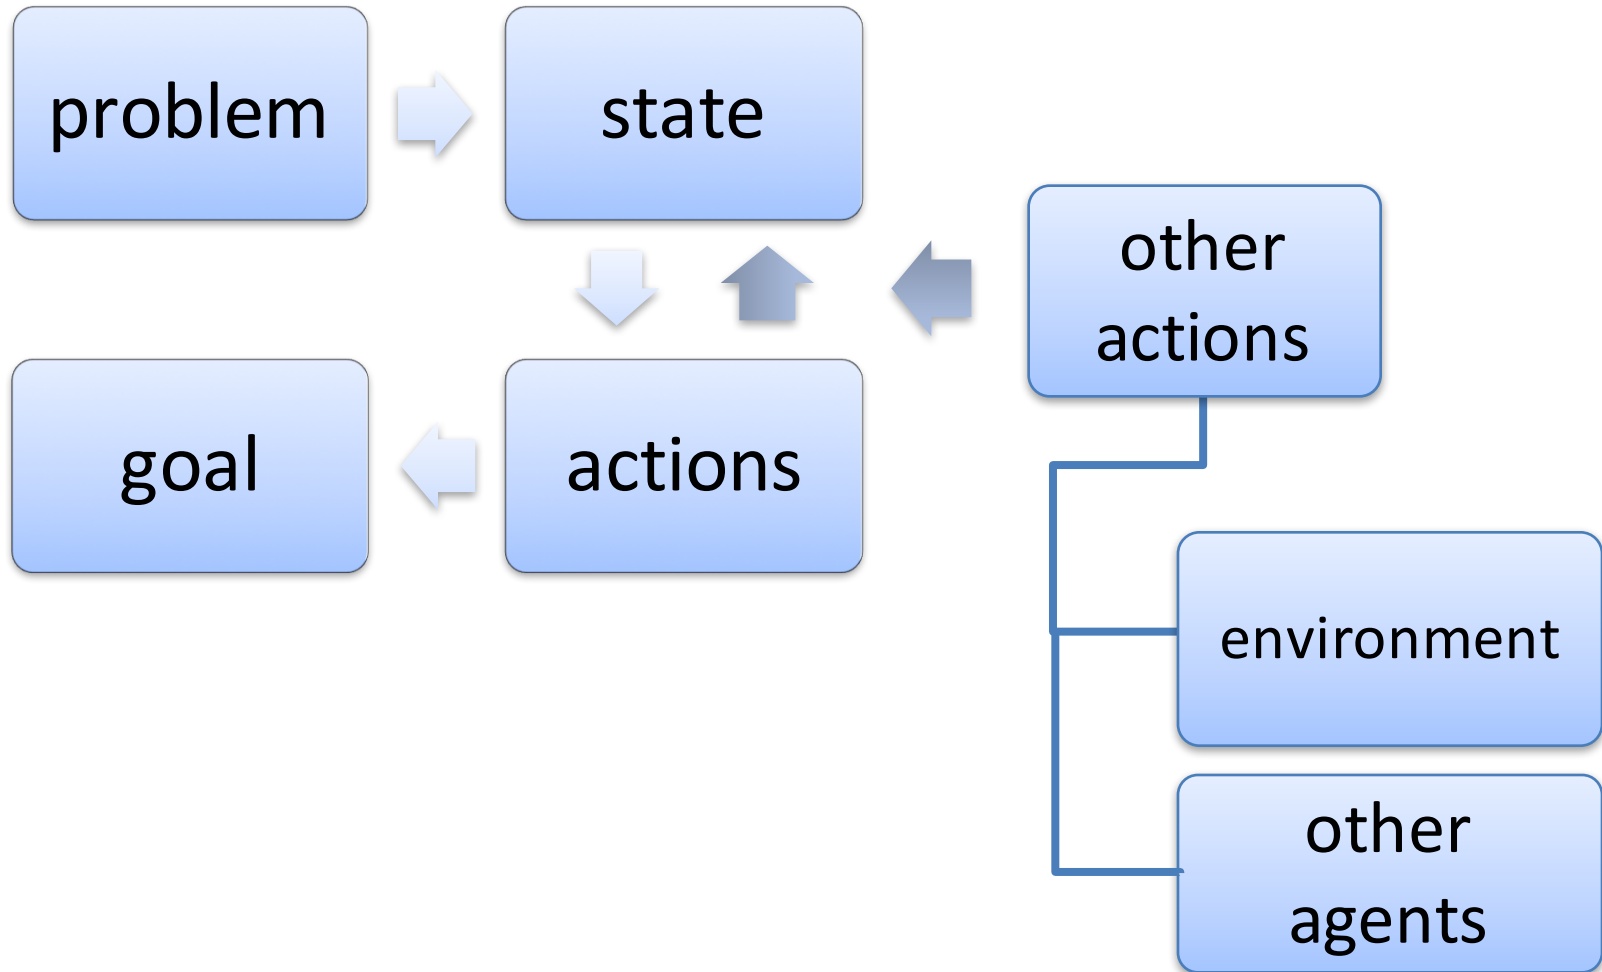 problem
state
other
actions
goal
actions
environment
other
agents